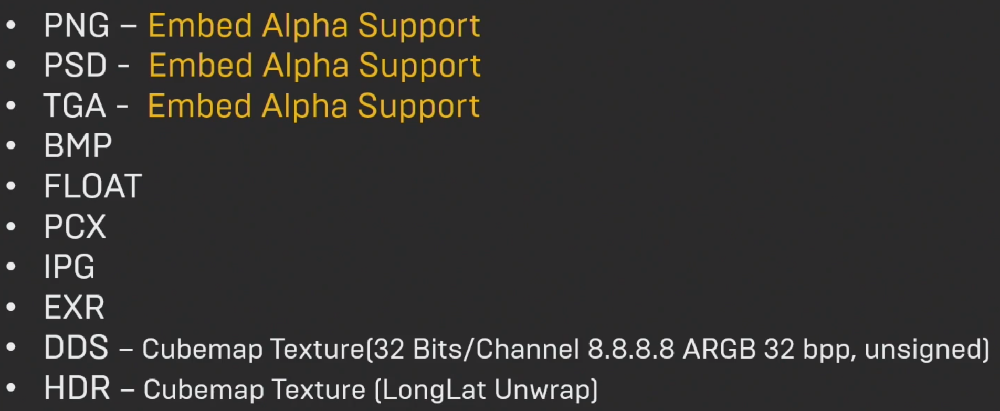 • PNG – Embed Alpha Support
• PSD - Embed Alpha Support
• TGA - Embed Alpha Support
• BMP
• FLOAT
• PCX
• IPG
• EXR
• DDS – Cubemap Texture(32 Bits/Channel 8.8.8.8 ARGB 32 bpp, unsigned)
• HDR – Cubemap Texture (LongLat Unwrap)